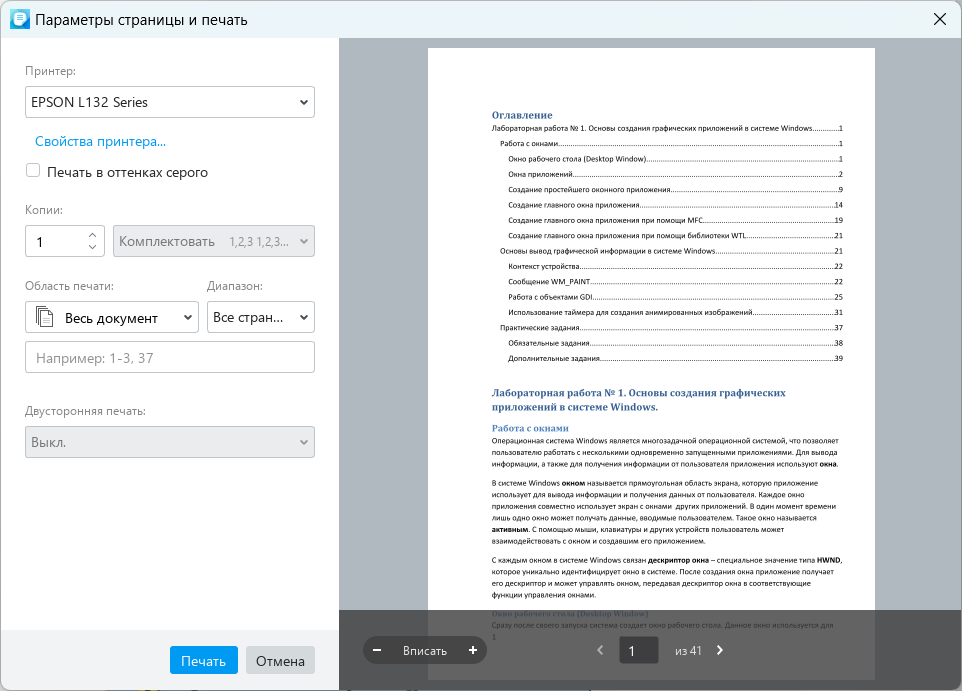 Параметры страницы и печать
Принтер:
EPSON L132 Series
Свойства принтера...
Печать в оттенках серого
Копии:
1
Комплектовать 1,2,3 1,2,3...
Область печати: Диапазон:
Весь документ Все стран...
Например: 1-3, 37
Двусторонняя печать:
Выкл.
Печать Отмена
Оглавление
Лабораторная работа № 1. Основы создания графических приложений в системе Windows.............1
Работа с окнами.............1
Окно рабочего стола (Desktop Window).............1
Окна приложений.............2
Создание простейшего оконного приложения.............9
Создание главного окна приложения.............14
Создание главного окна приложения при помощи MFC.............19
Создание главного окна приложения при помощи библиотеки WTL.............21
Основы вывод графической информации в системе Windows.............21
Контекст устройства.............22
Сообщение WM_PAINT.............22
Работа с объектами GDI.............25
Использование таймера для создания анимированных изображений.............31
Практические задания.............37
Обязательные задания.............38
Дополнительные задания.............39
Лабораторная работа № 1. Основы создания графических
приложений в системе Windows.
Работа с окнами
Операционная система Windows является многозадачной операционной системой, что позволяет
пользователю работать с несколькими одновременно запущенными приложениями. Для вывода
информации, а также для получения информации от пользователя приложения используют окна.
В системе Windows окном называется прямоугольная область экрана, которую приложение
использует для вывода информации и получения данных от пользователя. Каждое окно
приложения совместно использует экран с окнами других приложений. В один момент времени
лишь одно окно может получать данные, вводимые пользователем. Такое окно называется
активным. С помощью мыши, клавиатуры и других устройств пользователь может
взаимодействовать с окном и создавшим его приложением.
С каждым окном в системе Windows связан дескриптор окна – специальное значение типа HWND,
которое уникально идентифицирует окно в системе. После создания окна приложение получает
его дескриптор и может управлять окном, передавая дескриптор окна в соответствующие
функции управления окнами.
Окно рабочего стола (Desktop Window)
Сразу после своего запуска система создает окно рабочего стола. Данное окно используется для
1
Вписать 1 из 41